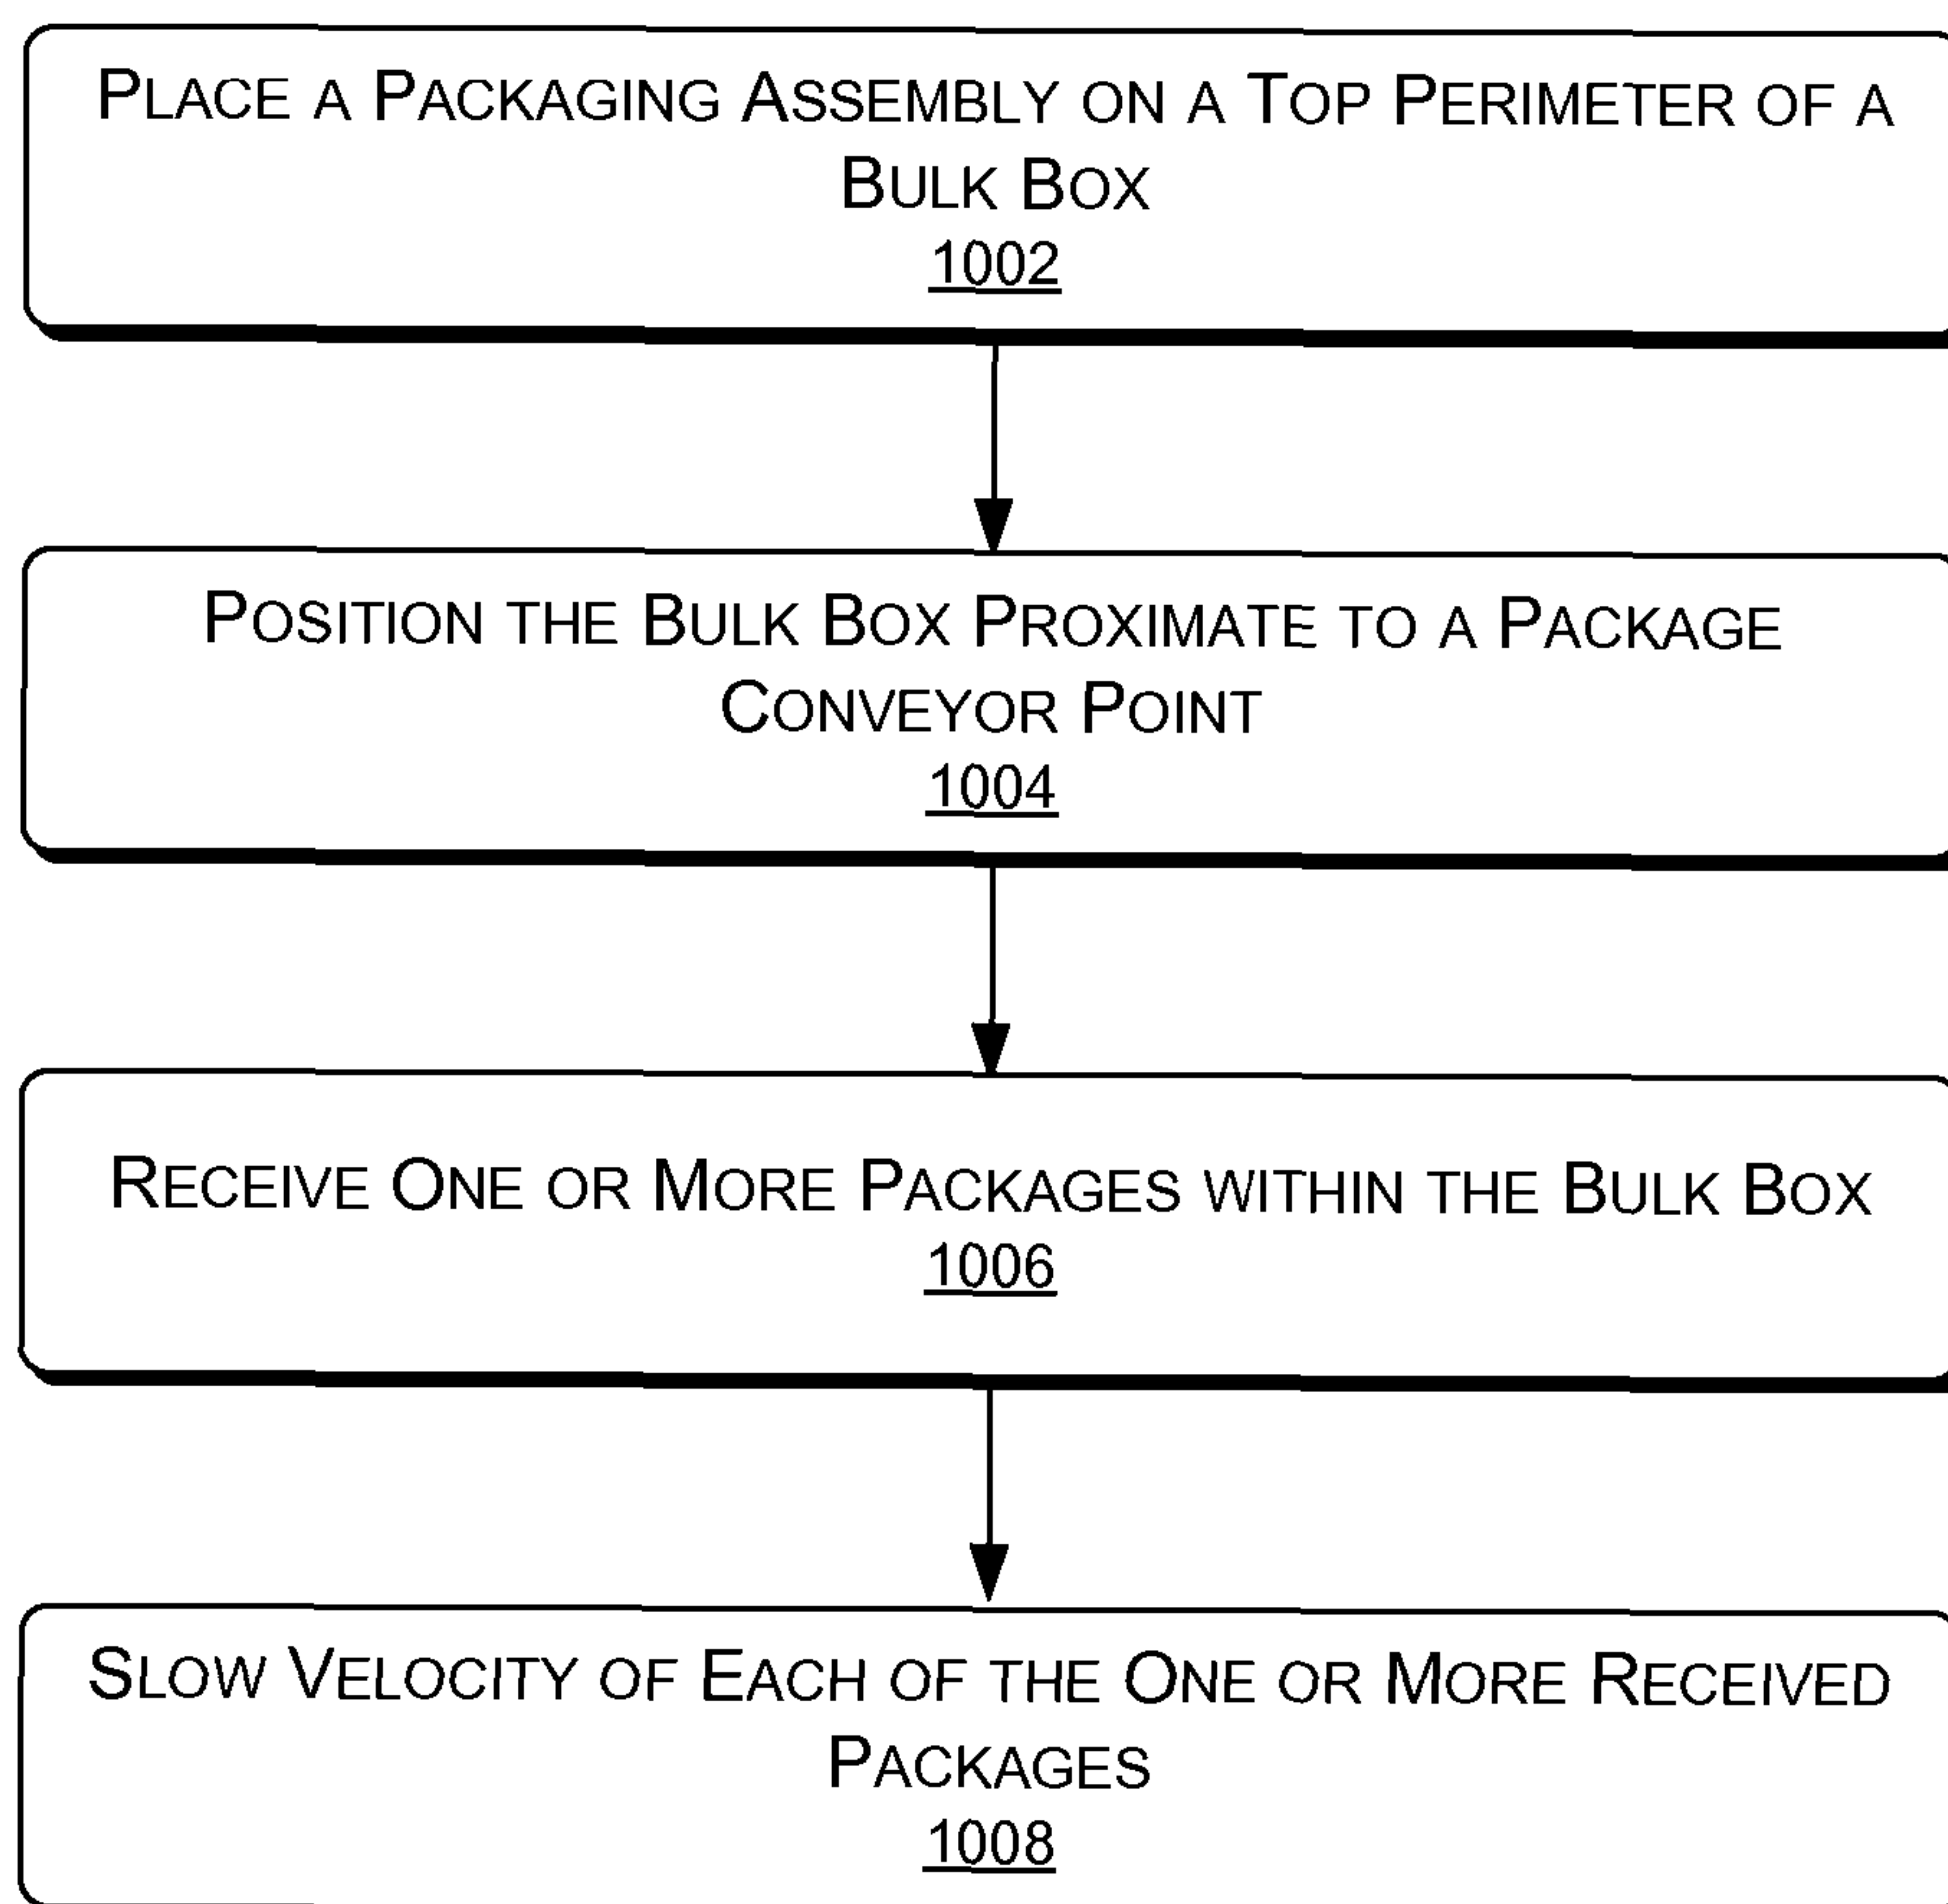 PLACE A PACKAGING ASSEMBLY ON A TOP PERIMETER OF A
BULK BOX
1002
POSITION THE BULK BOX PROXIMATE TO A PACKAGE
CONVEYOR POINT
1004
RECEIVE ONE OR MORE PACKAGES WITHIN THE BULK BOX
1006
SLOW VELOCITY OF EACH OF THE ONE OR MORE RECEIVED
PACKAGES
1008